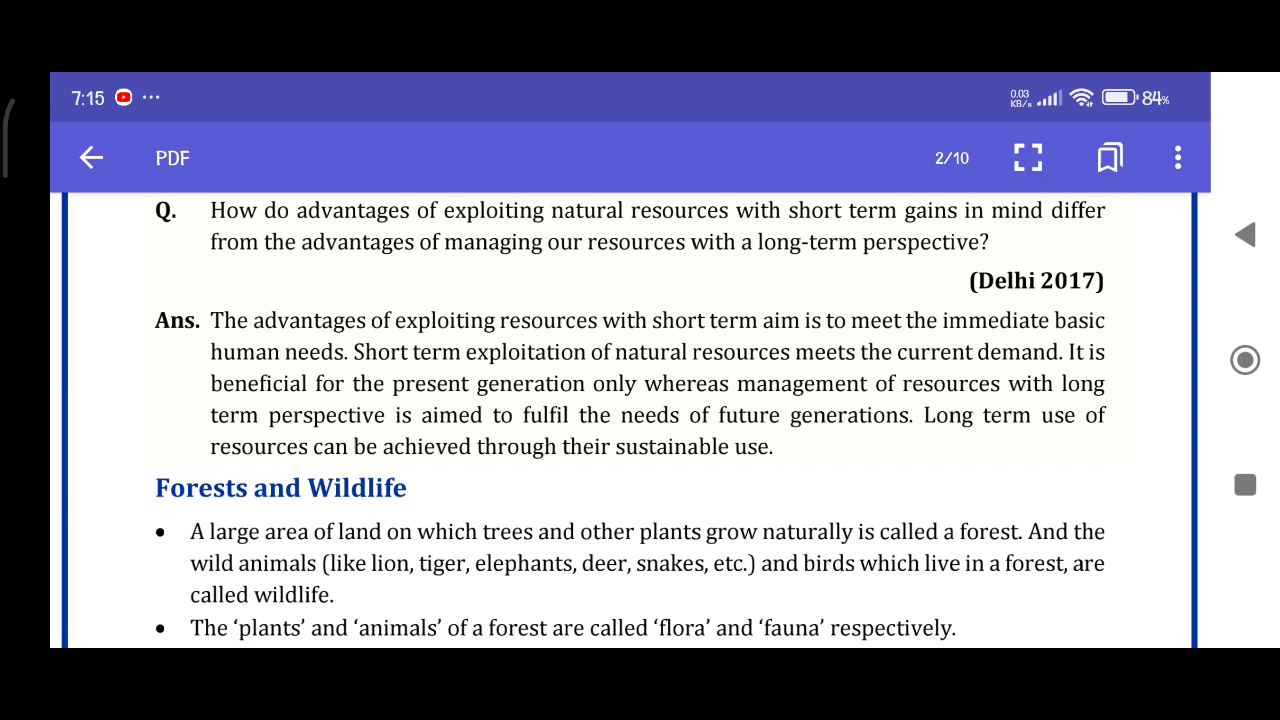 7:15 ... 0.03 KB/s 84%
PDF 2/10
Q. How do advantages of exploiting natural resources with short term gains in mind differ
from the advantages of managing our resources with a long-term perspective?
(Delhi 2017)
Ans. The advantages of exploiting resources with short term aim is to meet the immediate basic
human needs. Short term exploitation of natural resources meets the current demand. It is
beneficial for the present generation only whereas management of resources with long
term perspective is aimed to fulfil the needs of future generations. Long term use of
resources can be achieved through their sustainable use.
Forests and Wildlife
• A large area of land on which trees and other plants grow naturally is called a forest. And the
wild animals (like lion, tiger, elephants, deer, snakes, etc.) and birds which live in a forest, are
called wildlife.
• The ‘plants’ and ‘animals’ of a forest are called ‘flora’ and ‘fauna’ respectively.